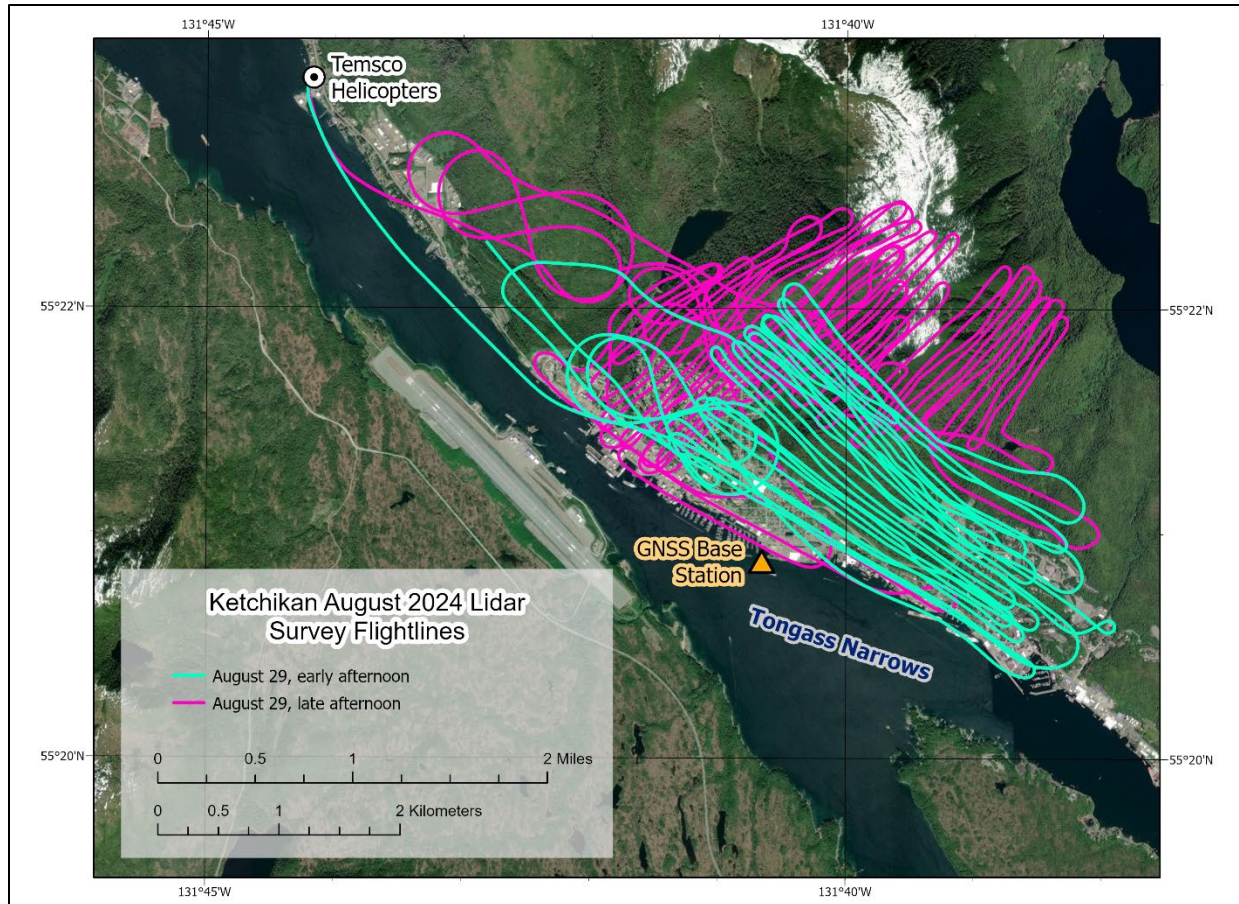 131°45'W
131°40'W
Temsco
Helicopters
55°22'N
55°22'N
GNSS Base
Station
Tongass Narrows
Ketchikan August 2024 Lidar
Survey Flightlines
August 29, early afternoon
August 29, late afternoon
0 0.5 1 2 Miles
0 0.5 1 2 Kilometers
55°20'N
55°20'N
131°45'W
131°40'W